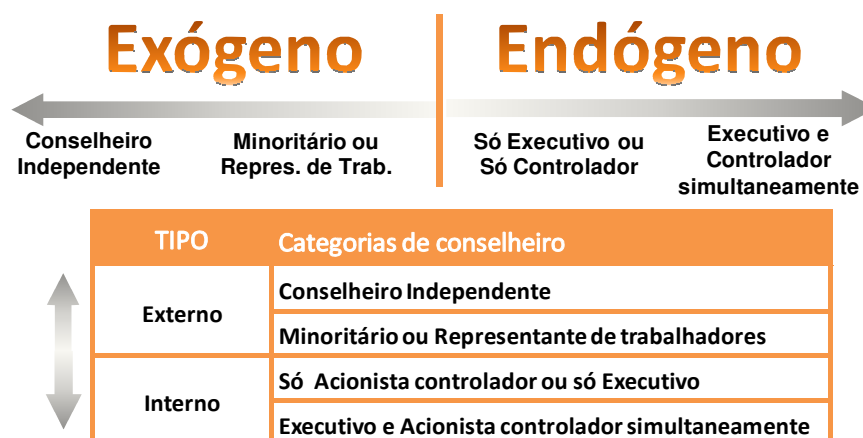 Exógeno
Endógeno
Conselheiro
Independente
Minoritário ou
Repres. de Trab.
Só Executivo ou
Só Controlador
Executivo e
Controlador
simultaneamente
TIPO
Categorias de conselheiro
Externo
Conselheiro Independente
Minoritário ou Representante de trabalhadores
Interno
Só Acionista controlador ou só Executivo
Executivo e Acionista controlador simultaneamente